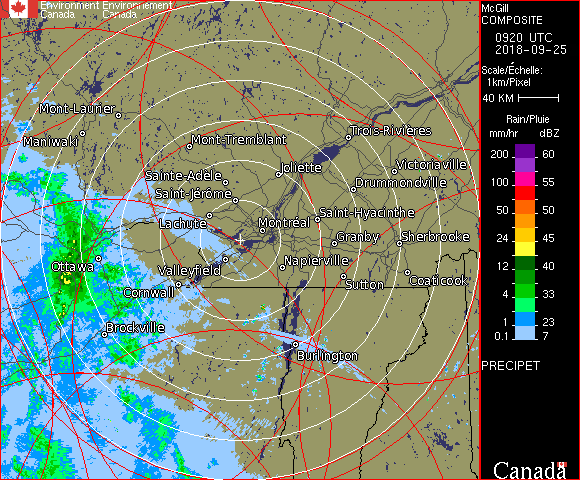 Environment Environnement
Canada Canada
McGill
COMPOSITE
0920 UTC
2018-09-25
Scale/Échelle:
1km/Pixel
40 KM
Rain/Pluie
mm/hr dBZ
200 60
100 55
50 50
24 45
12 40
4 33
1 23
0.1 7
PRECIPET
Canada
Mont-Laurier
Maniwaki
Mont-Tremblant
Trois-Rivières
Sainte-Adèle
Joliette
Victoriaville
Saint-Jérôme
Drummondville
Lachute
Saint-Hyacinthe
Montréal
Granby
Sherbrooke
Ottawa
Valleyfield
Napierville
Cornwall
Sutton
Coaticook
Brockville
Burlington